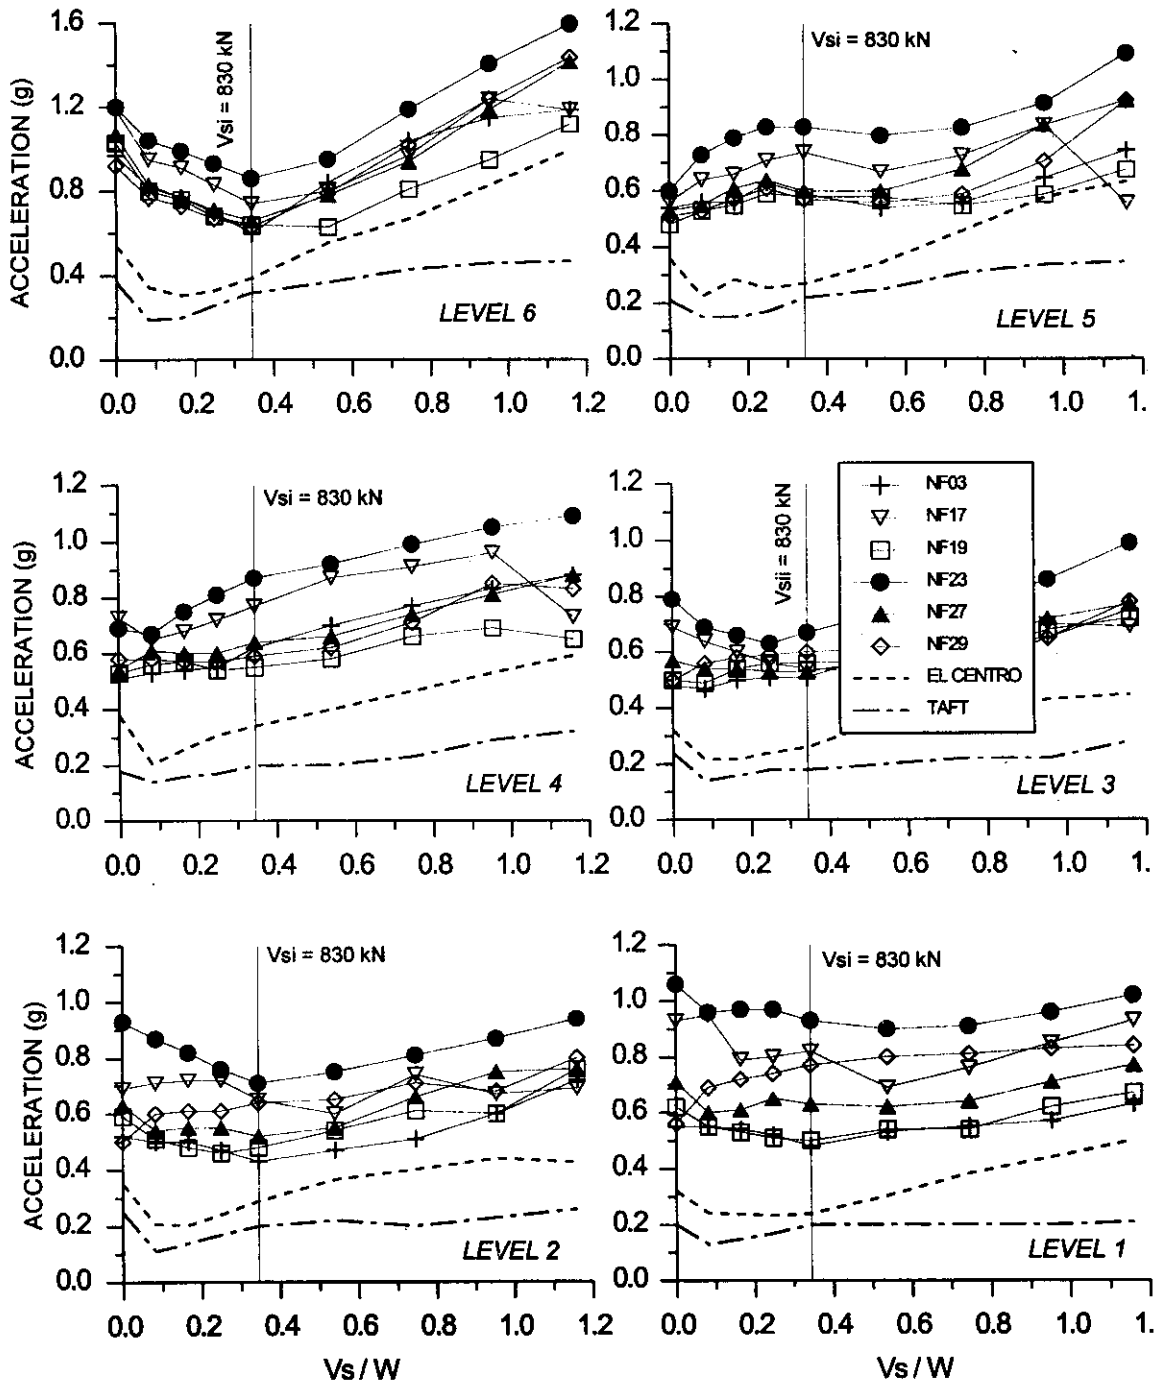 1.6
1.2
0.8
0.4
0.0
ACCELERATION (g)
Vsi = 830 kN
LEVEL 6
0.0 0.2 0.4 0.6 0.8 1.0 1.2
1.2
1.0
0.8
0.6
0.4
0.2
0.0
Vsi = 830 kN
LEVEL 5
0.0 0.2 0.4 0.6 0.8 1.0 1.
1.2
1.0
0.8
0.6
0.4
0.2
0.0
ACCELERATION (g)
Vsi = 830 kN
LEVEL 4
0.0 0.2 0.4 0.6 0.8 1.0 1.2
1.2
1.0
0.8
0.6
0.4
0.2
0.0
Vsii = 830 kN
NF03
NF17
NF19
NF23
NF27
NF29
EL CENTRO
TAFT
LEVEL 3
0.0 0.2 0.4 0.6 0.8 1.0 1.
1.2
1.0
0.8
0.6
0.4
0.2
0.0
ACCELERATION (g)
Vsi = 830 kN
LEVEL 2
0.0 0.2 0.4 0.6 0.8 1.0 1.2
Vs / W
1.2
1.0
0.8
0.6
0.4
0.2
0.0
Vsi = 830 kN
LEVEL 1
0.0 0.2 0.4 0.6 0.8 1.0 1.
Vs / W